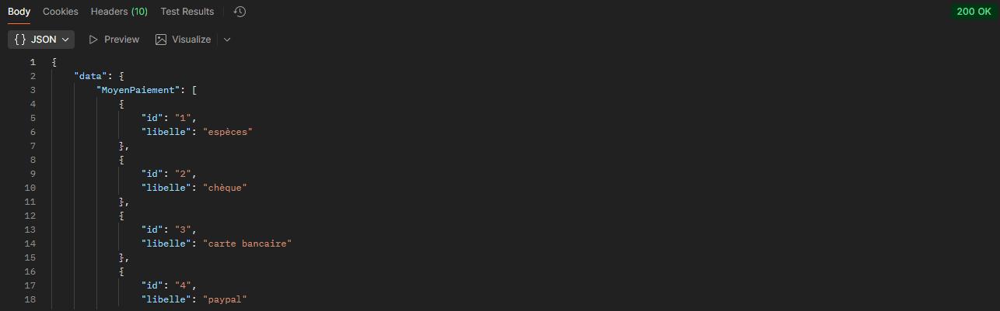 Body Cookies Headers (10) Test Results 200 OK
{} JSON Preview Visualize
1 {
2 "data": {
3 "MoyenPaiement": [
4 {
5 "id": "1",
6 "libelle": "espèces"
7 },
8 {
9 "id": "2",
10 "libelle": "chèque"
11 },
12 {
13 "id": "3",
14 "libelle": "carte bancaire"
15 },
16 {
17 "id": "4",
18 "libelle": "paypal"